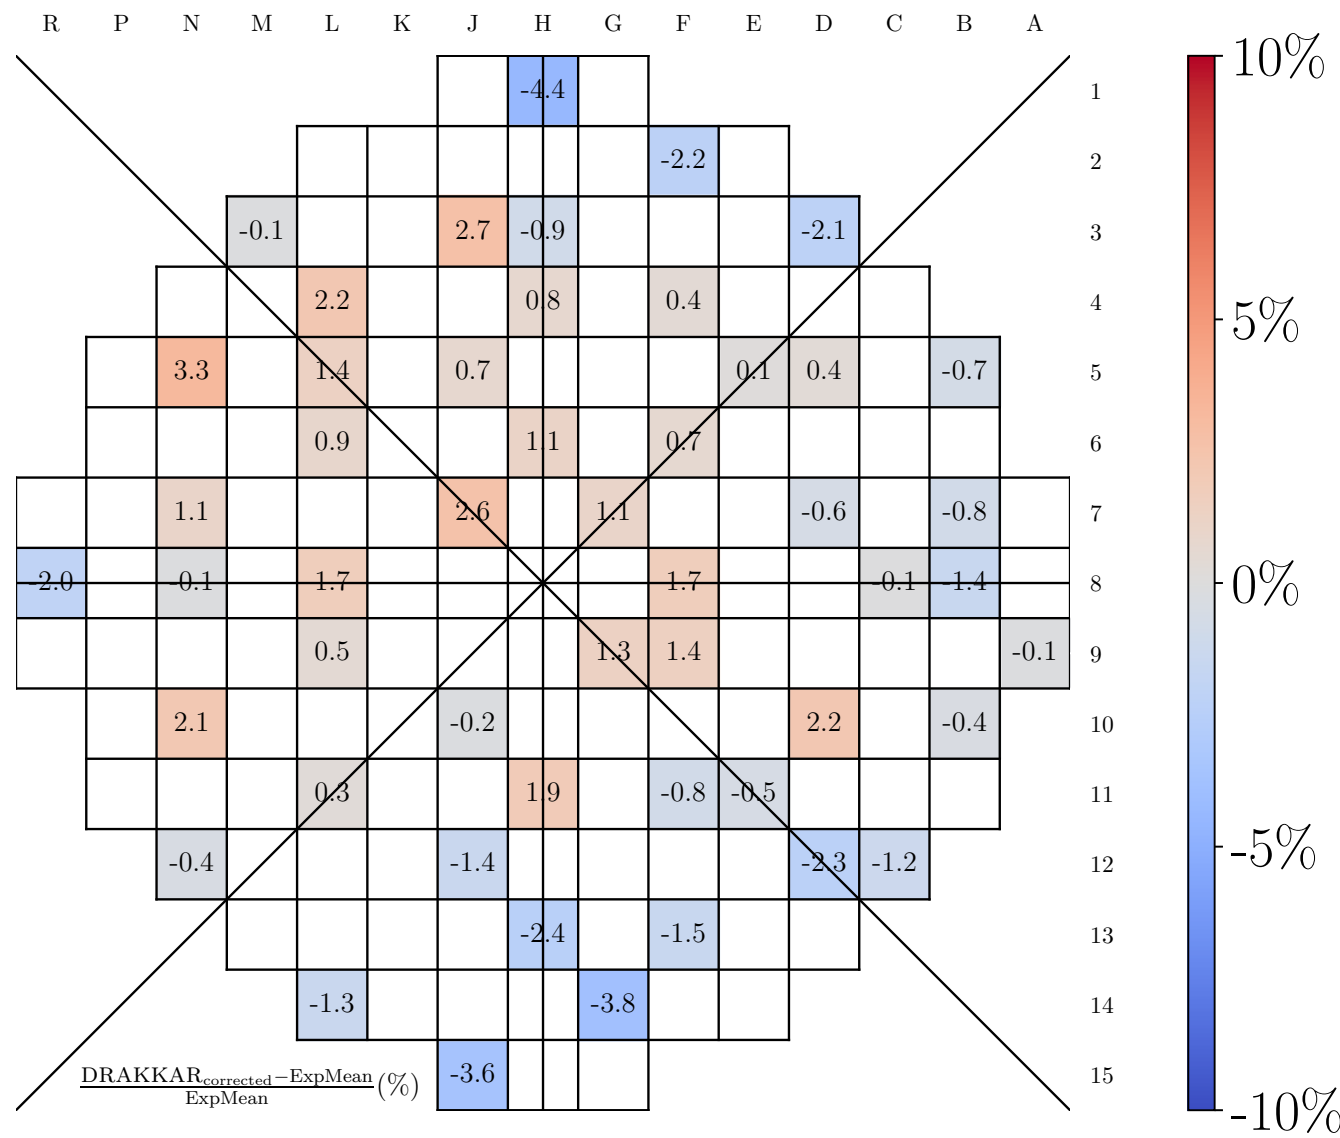 R P N M L K J H G F E D C B A
10%
-4.4 1
-2.2 2
-0.1 2.7 -0.9 -2.1 3
2.2 0.8 0.4 4
5%
3.3 1.4 0.7 0.1 0.4 -0.7 5
0.9 1.1 0.7 6
1.1 2.6 1.1 -0.6 -0.8 7
-2.0 -0.1 1.7 1.7 -0.1 -1.4 8
0%
0.5 1.3 1.4 -0.1 9
2.1 -0.2 2.2 -0.4 10
0.3 1.9 -0.8 -0.5 11
-5%
-0.4 -1.4 -2.3 -1.2 12
-2.4 -1.5 13
-1.3 -3.8 14
-3.6 15
DRAKKAR corrected−ExpMean
ExpMean (%)
-10%